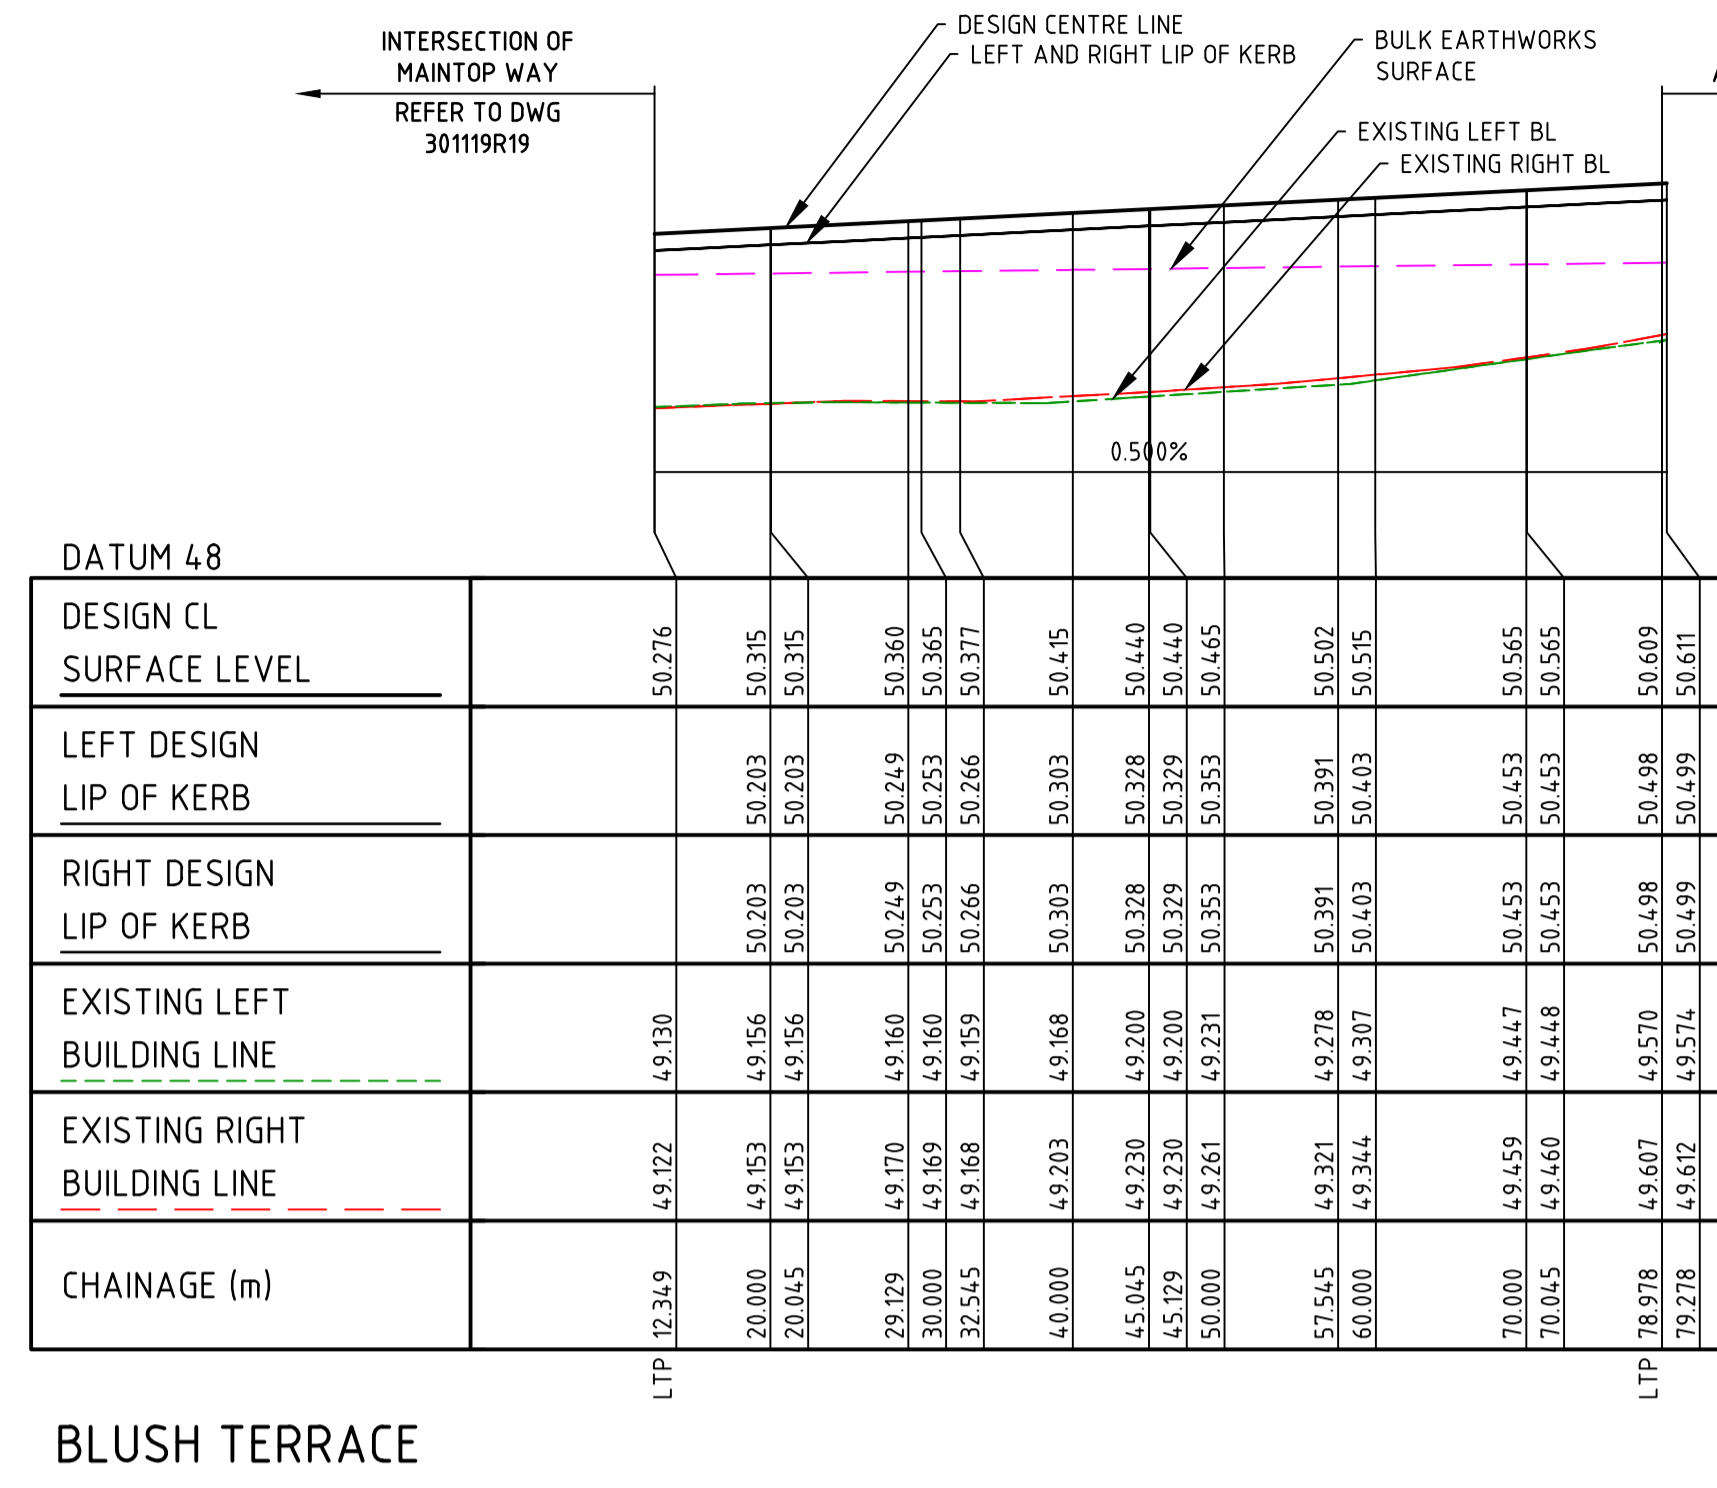 INTERSECTION OF
MAINTOP WAY
REFER TO DWG
301119R19
DESIGN CENTRE LINE
LEFT AND RIGHT LIP OF KERB
BULK EARTHWORKS
SURFACE
EXISTING LEFT BL
EXISTING RIGHT BL
0.500%
DATUM 48
DESIGN CL
SURFACE LEVEL
50.276 50.315 50.315 50.360 50.365 50.377 50.415 50.440 50.440 50.465 50.502 50.515 50.565 50.565 50.609 50.611
LEFT DESIGN
LIP OF KERB
50.203 50.203 50.249 50.253 50.266 50.303 50.328 50.329 50.353 50.391 50.403 50.453 50.453 50.498 50.499
RIGHT DESIGN
LIP OF KERB
50.203 50.203 50.249 50.253 50.266 50.303 50.328 50.329 50.353 50.391 50.403 50.453 50.453 50.498 50.499
EXISTING LEFT
BUILDING LINE
49.130 49.156 49.156 49.160 49.160 49.159 49.168 49.200 49.200 49.231 49.278 49.307 49.447 49.448 49.570 49.574
EXISTING RIGHT
BUILDING LINE
49.122 49.153 49.153 49.170 49.169 49.168 49.203 49.230 49.230 49.261 49.321 49.344 49.459 49.460 49.607 49.612
CHAINAGE (m)
12.349 20.000 20.045 29.129 30.000 32.545 40.000 45.045 45.129 50.000 57.545 60.000 70.000 70.045 78.978 79.278
LTP LTP
BLUSH TERRACE